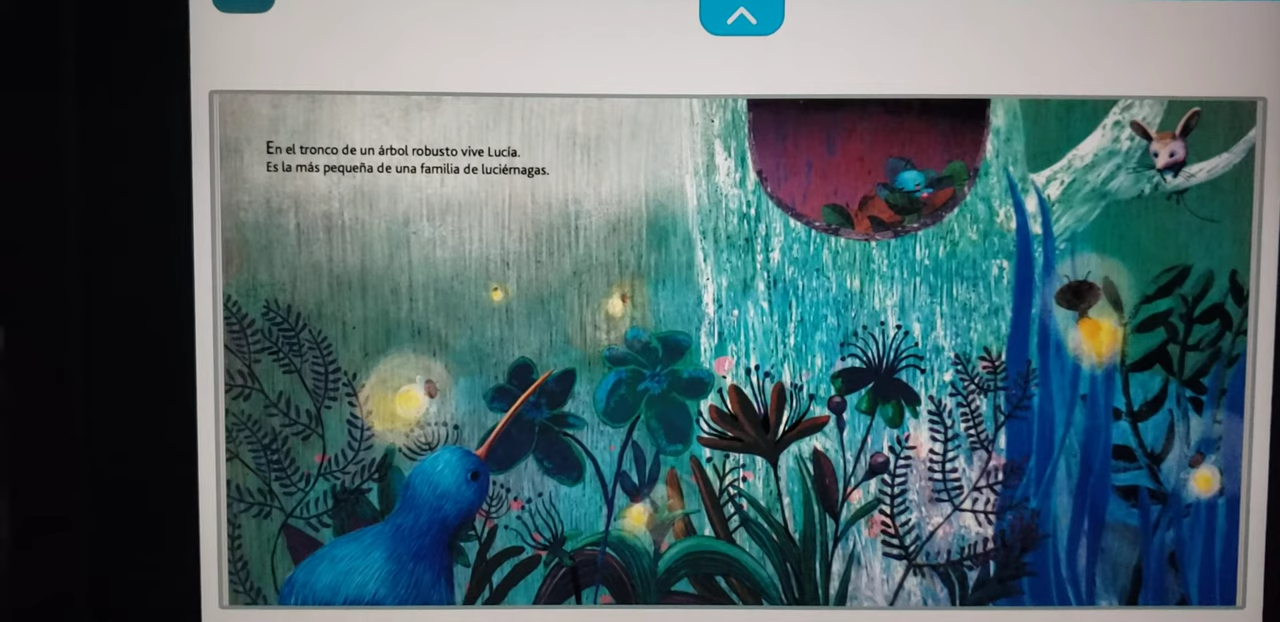 En el tronco de un árbol robusto vive Lucía.
Es la más pequeña de una familia de luciérnagas.